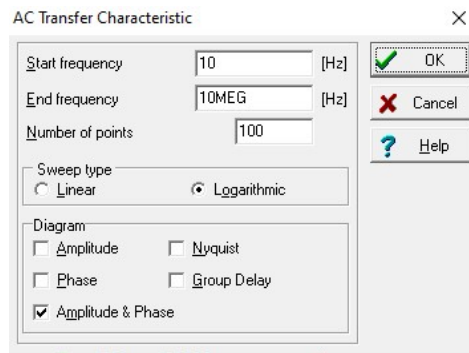 AC Transfer Characteristic
Start frequency 10 [Hz] OK
End frequency 10MEG [Hz] Cancel
Number of points 100 Help
Sweep type
Linear Logarithmic
Diagram
Amplitude Nyquist
Phase Group Delay
Amplitude & Phase